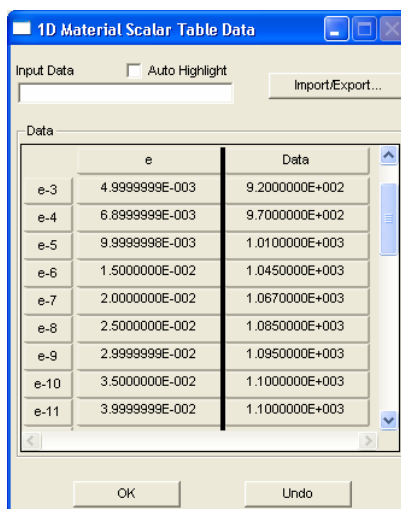 1D Material Scalar Table Data
Input Data Auto Highlight
Import/Export...
Data
e Data
e-3 4.9999999E-003 9.2000000E+002
e-4 6.8999999E-003 9.7000000E+002
e-5 9.9999998E-003 1.0100000E+003
e-6 1.5000000E-002 1.0450000E+003
e-7 2.0000000E-002 1.0670000E+003
e-8 2.5000000E-002 1.0850000E+003
e-9 2.9999999E-002 1.0950000E+003
e-10 3.5000000E-002 1.1000000E+003
e-11 3.9999999E-002 1.1000000E+003
OK Undo